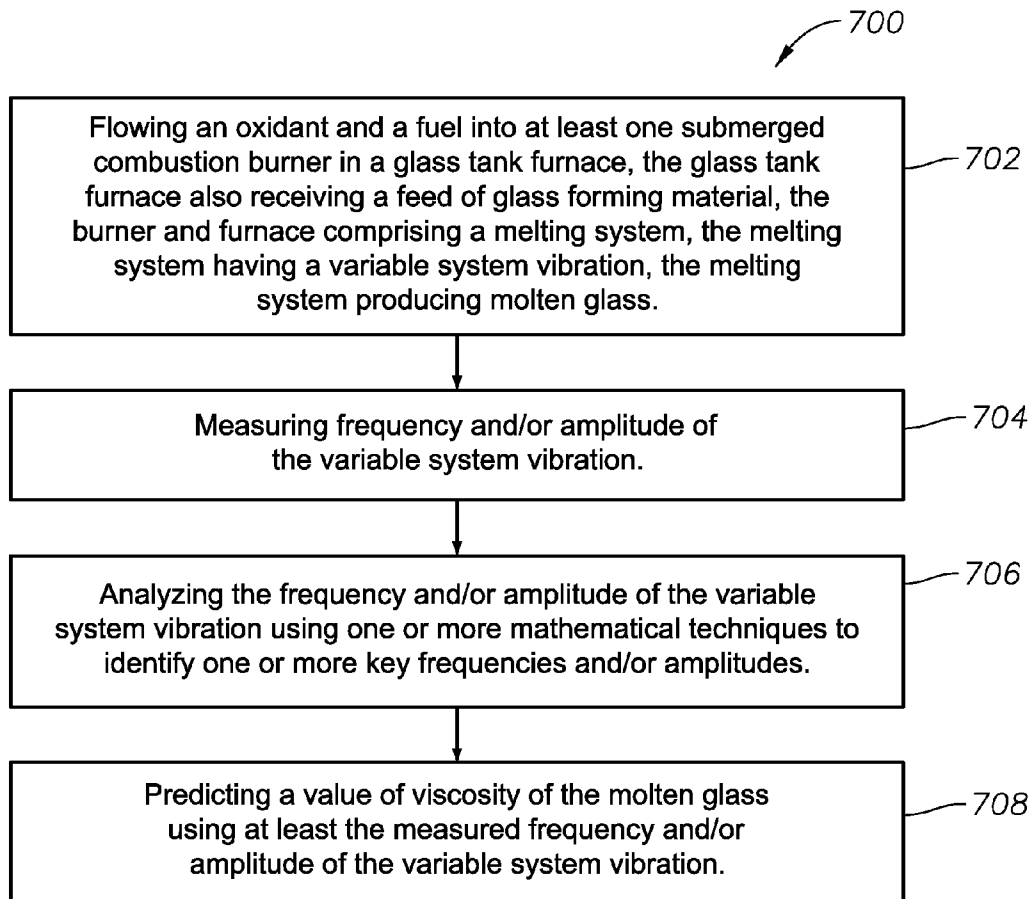 700
Flowing an oxidant and a fuel into at least one submerged
combustion burner in a glass tank furnace, the glass tank
furnace also receiving a feed of glass forming material, the
burner and furnace comprising a melting system, the melting
system having a variable system vibration, the melting
system producing molten glass.
702
Measuring frequency and/or amplitude of
the variable system vibration.
704
Analyzing the frequency and/or amplitude of the variable
system vibration using one or more mathematical techniques to
identify one or more key frequencies and/or amplitudes.
706
Predicting a value of viscosity of the molten glass
using at least the measured frequency and/or
amplitude of the variable system vibration.
708